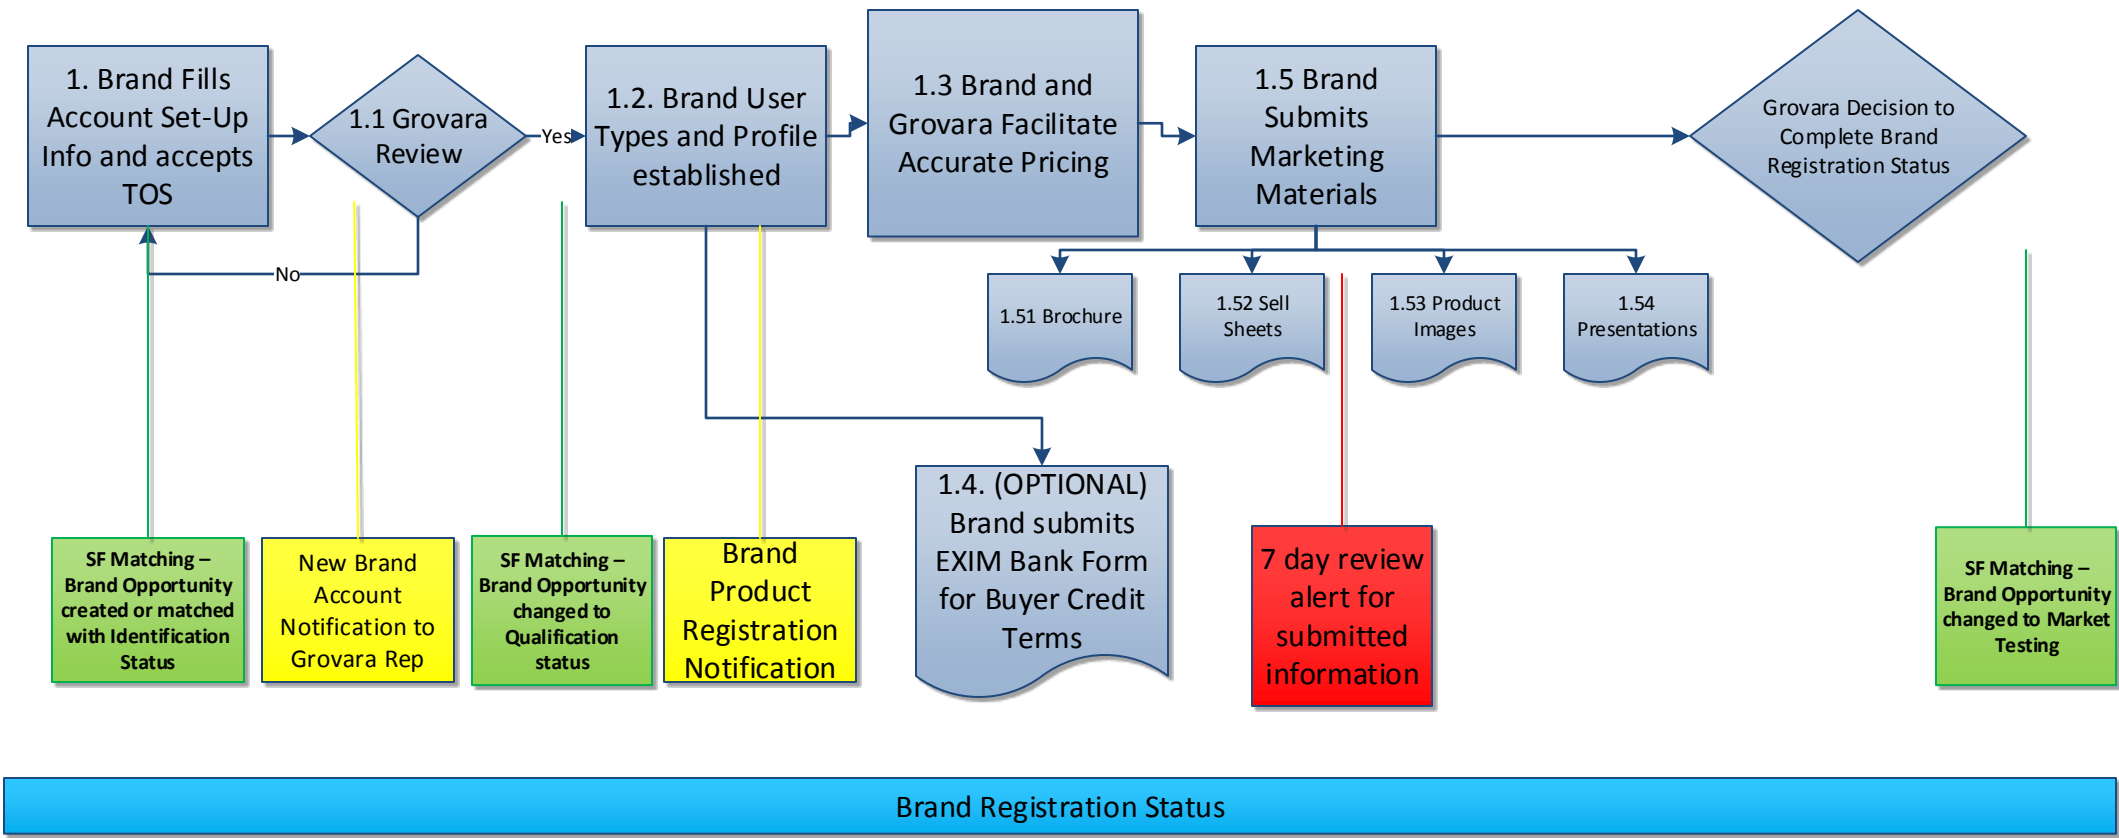 1. Brand Fills
Account Set-Up
Info and accepts
TOS
1.1 Grovara
Review
Yes
No
1.2. Brand User
Types and Profile
established
1.3 Brand and
Grovara Facilitate
Accurate Pricing
1.5 Brand
Submits
Marketing
Materials
Grovara Decision to
Complete Brand
Registration Status
1.51 Brochure
1.52 Sell
Sheets
1.53 Product
Images
1.54
Presentations
1.4. (OPTIONAL)
Brand submits
EXIM Bank Form
for Buyer Credit
Terms
SF Matching –
Brand Opportunity
created or matched
with Identification
Status
New Brand
Account
Notification to
Grovara Rep
SF Matching –
Brand Opportunity
changed to
Qualification
status
Brand
Product
Registration
Notification
7 day review
alert for
submitted
information
SF Matching –
Brand Opportunity
changed to Market
Testing
Brand Registration Status